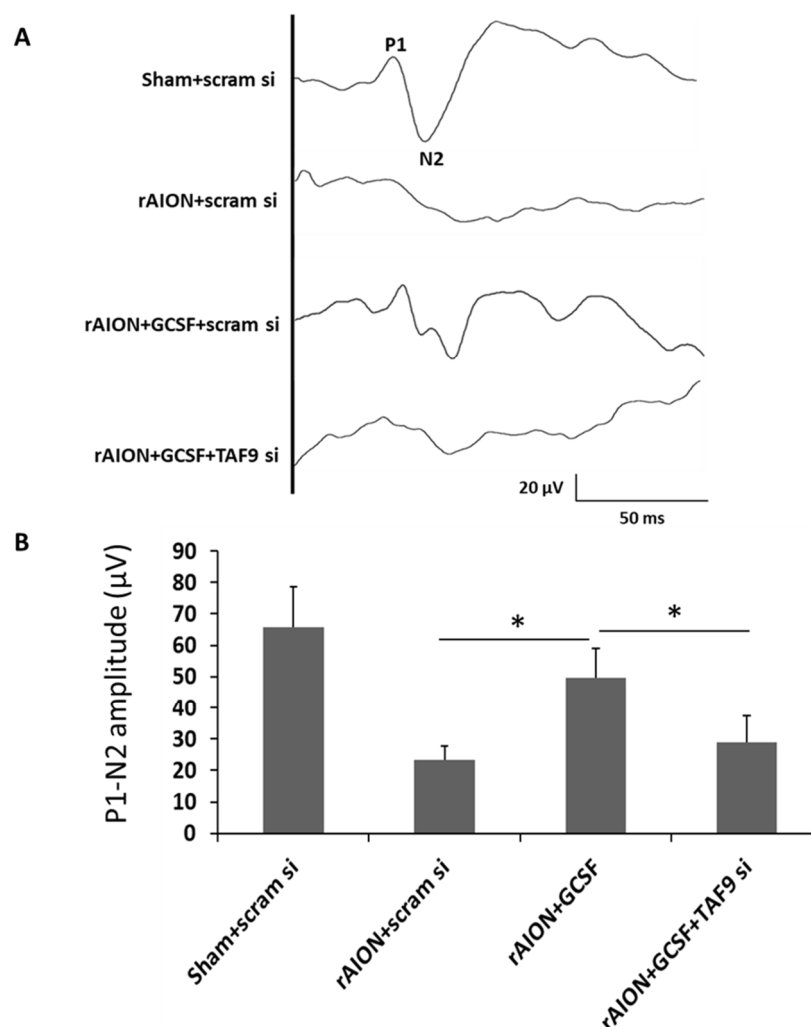 A
P1
Sham+scram si
N2
rAION+scram si
rAION+GCSF+scram si
rAION+GCSF+TAF9 si
20 µV
50 ms
B
P1-N2 amplitude (µV)
90
80
70
60
50
40
30
20
10
0
*
*
Sham+scram si
rAION+scram si
rAION+GCSF
rAION+GCSF+TAF9 si